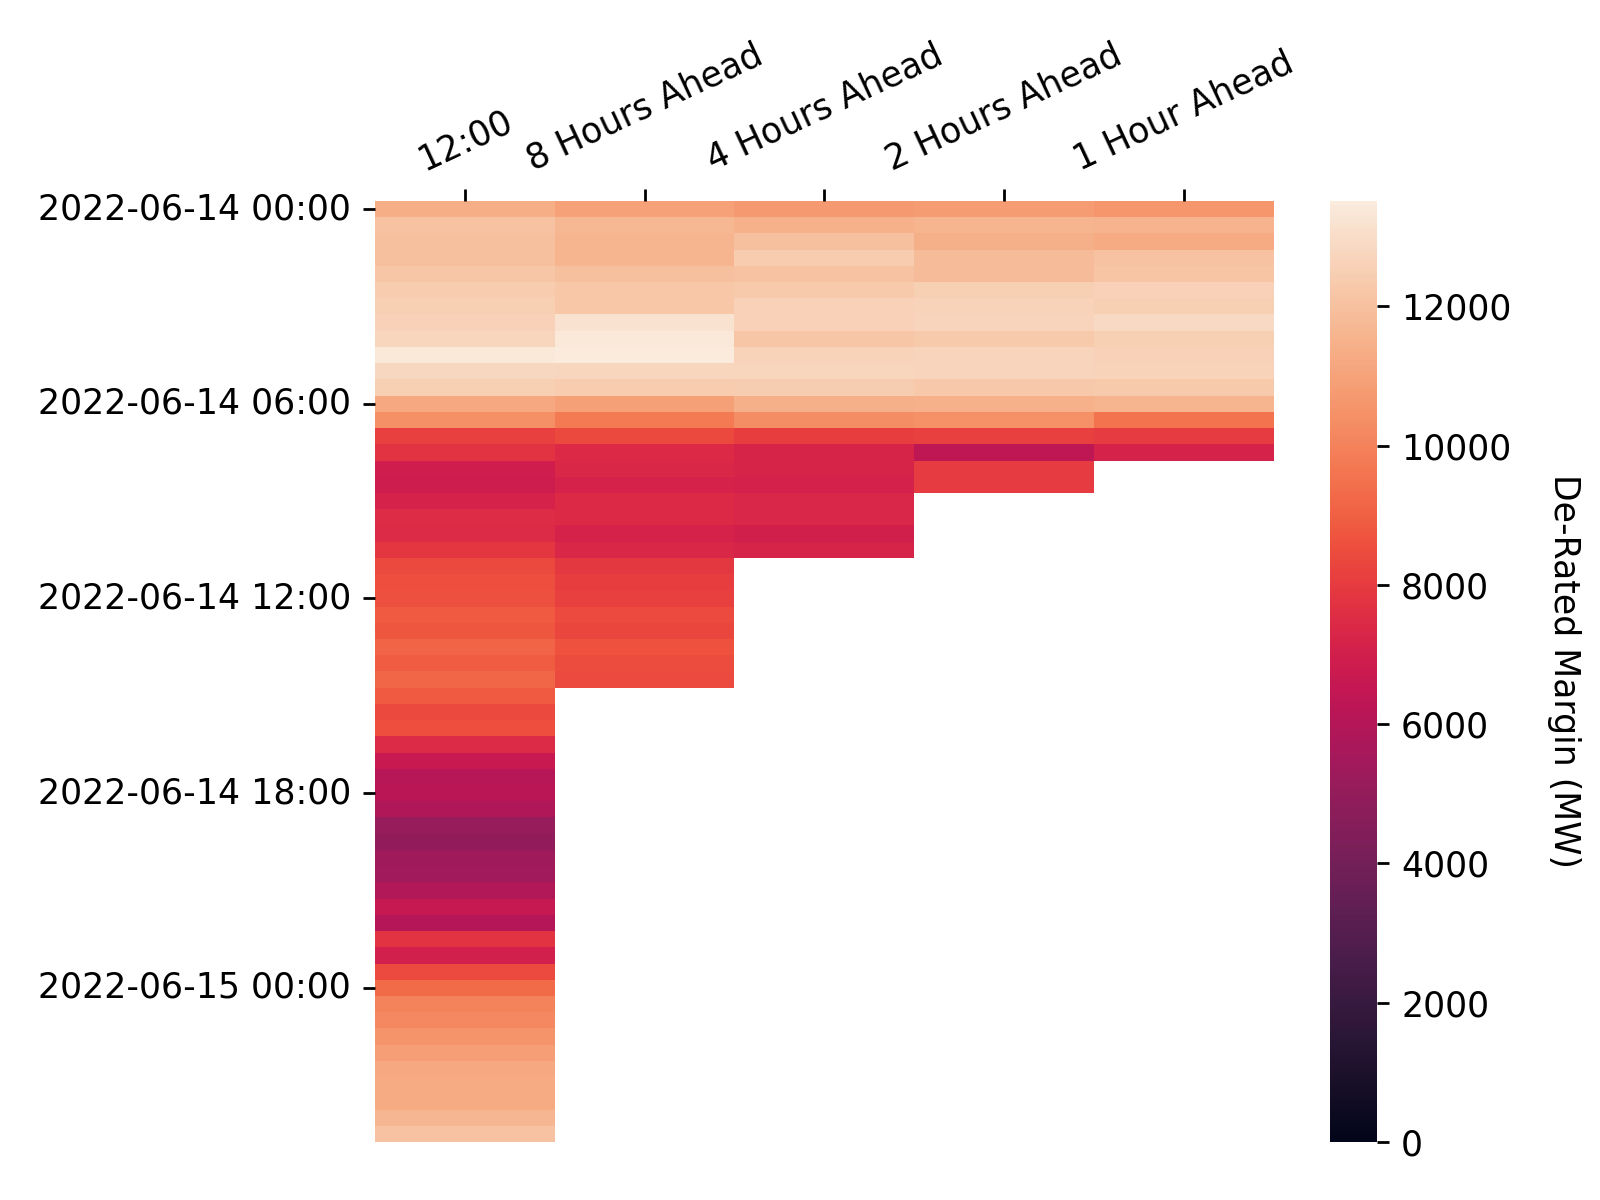 12:00
8 Hours Ahead
4 Hours Ahead
2 Hours Ahead
1 Hour Ahead
2022-06-14 00:00
2022-06-14 06:00
2022-06-14 12:00
2022-06-14 18:00
2022-06-15 00:00
12000
10000
8000
6000
4000
2000
0
De-Rated Margin (MW)